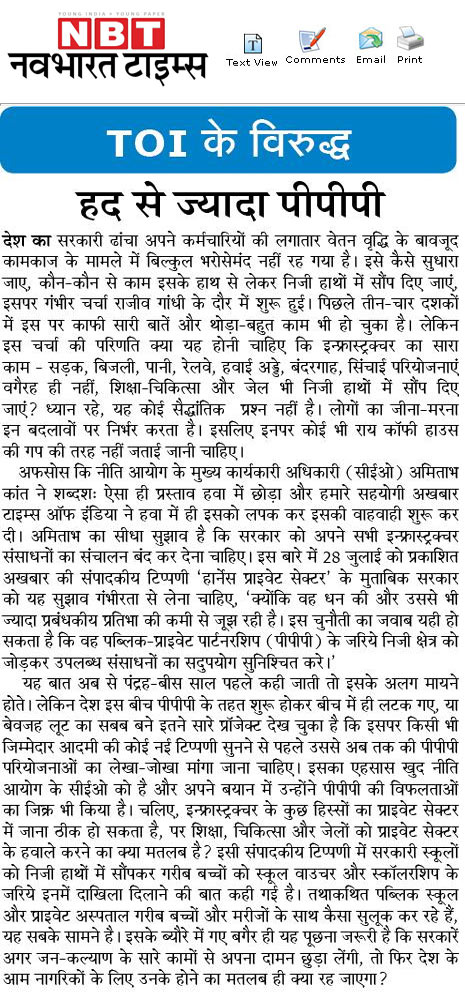 YOUNG INDIA • YOUNG PAPER
NBT
नवभारत टाइम्स
Text View
Comments
Email
Print
TOI के विरुद्ध
हद से ज्यादा पीपीपी
देश का सरकारी ढांचा अपने कर्मचारियों की लगातार वेतन वृद्धि के बावजूद
कामकाज के मामले में बिल्कुल भरोसेमंद नहीं रह गया है। इसे कैसे सुधारा
जाए, कौन-कौन से काम इसके हाथ से लेकर निजी हाथों में सौंप दिए जाएं,
इसपर गंभीर चर्चा राजीव गांधी के दौर में शुरू हुई। पिछले तीन-चार दशकों
में इस पर काफी सारी बातें और थोड़ा-बहुत काम भी हो चुका है। लेकिन
इस चर्चा की परिणति क्या यह होनी चाहिए कि इन्फ्रास्ट्रक्चर का सारा
काम - सड़क, बिजली, पानी, रेलवे, हवाई अड्डे, बंदरगाह, सिंचाई परियोजनाएं
वगैरह ही नहीं, शिक्षा-चिकित्सा और जेल भी निजी हाथों में सौंप दिए
जाएं? ध्यान रहे, यह कोई सैद्धांतिक प्रश्न नहीं है। लोगों का जीना-मरना
इन बदलावों पर निर्भर करता है। इसलिए इनपर कोई भी राय कॉफी हाउस
की गप की तरह नहीं जताई जानी चाहिए।
अफसोस कि नीति आयोग के मुख्य कार्यकारी अधिकारी (सीईओ) अमिताभ
कांत ने शब्दशः ऐसा ही प्रस्ताव हवा में छोड़ा और हमारे सहयोगी अखबार
टाइम्स ऑफ इंडिया ने हवा में ही इसको लपक कर इसकी वाहवाही शुरू कर
दी। अमिताभ का सीधा सुझाव है कि सरकार को अपने सभी इन्फ्रास्ट्रक्चर
संसाधनों का संचालन बंद कर देना चाहिए। इस बारे में 28 जुलाई को प्रकाशित
अखबार की संपादकीय टिप्पणी ‘हार्नेस प्राइवेट सेक्टर’ के मुताबिक सरकार
को यह सुझाव गंभीरता से लेना चाहिए, ‘क्योंकि वह धन की और उससे भी
ज्यादा प्रबंधकीय प्रतिभा की कमी से जूझ रही है। इस चुनौती का जवाब यही हो
सकता है कि वह पब्लिक-प्राइवेट पार्टनरशिप (पीपीपी) के जरिये निजी क्षेत्र को
जोड़कर उपलब्ध संसाधनों का सदुपयोग सुनिश्चित करे।’
यह बात अब से पंद्रह-बीस साल पहले कही जाती तो इसके अलग मायने
होते। लेकिन देश इस बीच पीपीपी के तहत शुरू होकर बीच में ही लटक गए, या
बेवजह लूट का सबब बने इतने सारे प्रॉजेक्ट देख चुका है कि इसपर किसी भी
जिम्मेदार आदमी की कोई नई टिप्पणी सुनने से पहले उससे अब तक की पीपीपी
परियोजनाओं का लेखा-जोखा मांगा जाना चाहिए। इसका एहसास खुद नीति
आयोग के सीईओ को है और अपने बयान में उन्होंने पीपीपी की विफलताओं
का जिक्र भी किया है। चलिए, इन्फ्रास्ट्रक्चर के कुछ हिस्सों का प्राइवेट सेक्टर
में जाना ठीक हो सकता है, पर शिक्षा, चिकित्सा और जेलों को प्राइवेट सेक्टर
के हवाले करने का क्या मतलब है? इसी संपादकीय टिप्पणी में सरकारी स्कूलों
को निजी हाथों में सौंपकर गरीब बच्चों को स्कूल वाउचर और स्कॉलरशिप के
जरिये इनमें दाखिला दिलाने की बात कही गई है। तथाकथित पब्लिक स्कूल
और प्राइवेट अस्पताल गरीब बच्चों और मरीजों के साथ कैसा सुलूक कर रहे हैं,
यह सबके सामने है। इसके ब्यौरे में गए बगैर ही यह पूछना जरूरी है कि सरकारें
अगर जन-कल्याण के सारे कामों से अपना दामन छुड़ा लेंगी, तो फिर देश के
आम नागरिकों के लिए उनके होने का मतलब ही क्या रह जाएगा?